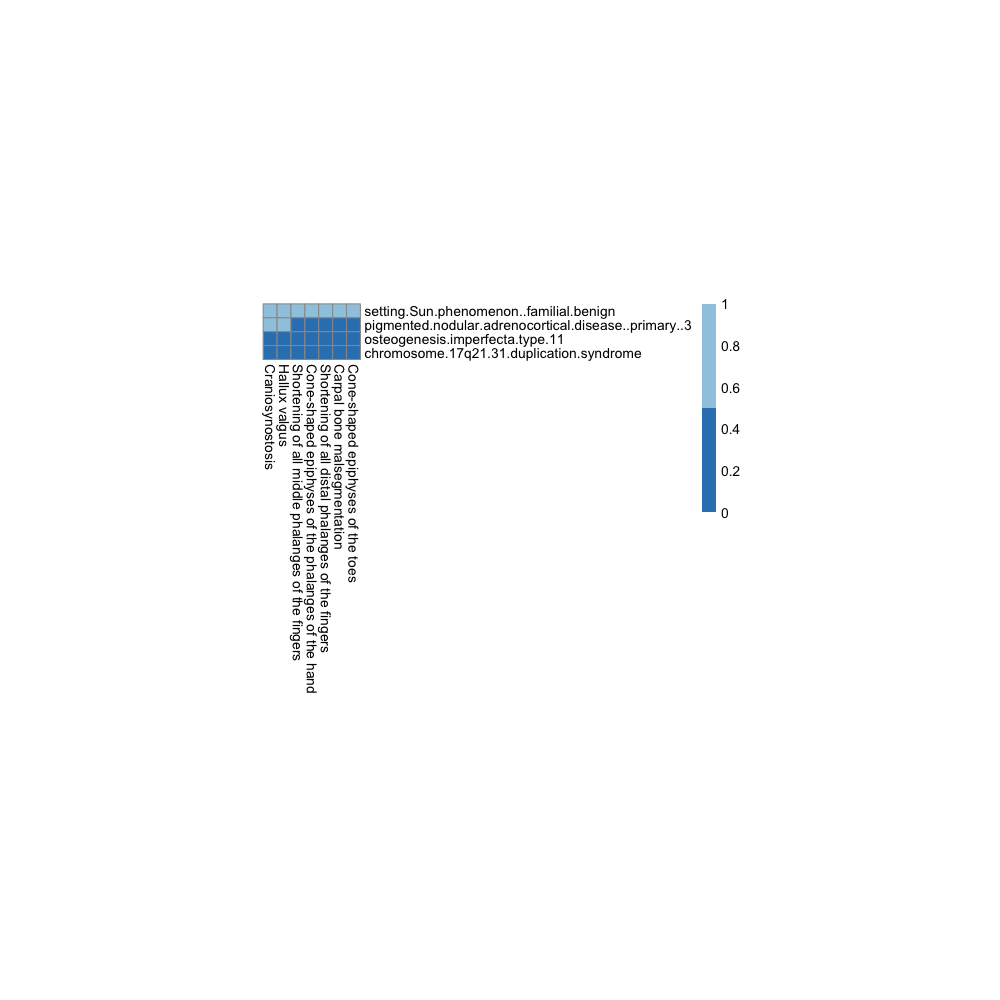 setting.Sun.phenomenon..familial.benign
pigmented.nodular.adrenocortical.disease..primary..3
osteogenesis.imperfecta.type.11
chromosome.17q21.31.duplication.syndrome
Craniosynostosis
Hallux valgus
Shortening of all middle phalanges of the fingers
Cone-shaped epiphyses of the phalanges of the hand
Shortening of all distal phalanges of the fingers
Carpal bone malsegmentation
Cone-shaped epiphyses of the toes
1
0.8
0.6
0.4
0.2
0